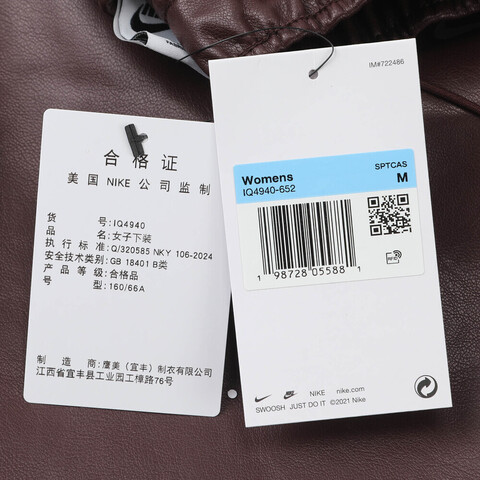 合格证
美国 NIKE 公司监制
货号:IQ4940
品名:女子下装
执行标准:Q/320585 NKY 106-2024
安全技术类别:GB 18401 B类
产品等级:合格品
号型:160/66A
制造商:鹰美(宜丰)制衣有限公司
江西省宜丰县工业园工樟路76号
IM#722486
SPTCAS
Womens M
IQ4940-652
RFID
1 98728 05588
NIKE nike.com
SWOOSH JUST DO IT ©2021 Nike
NIKE